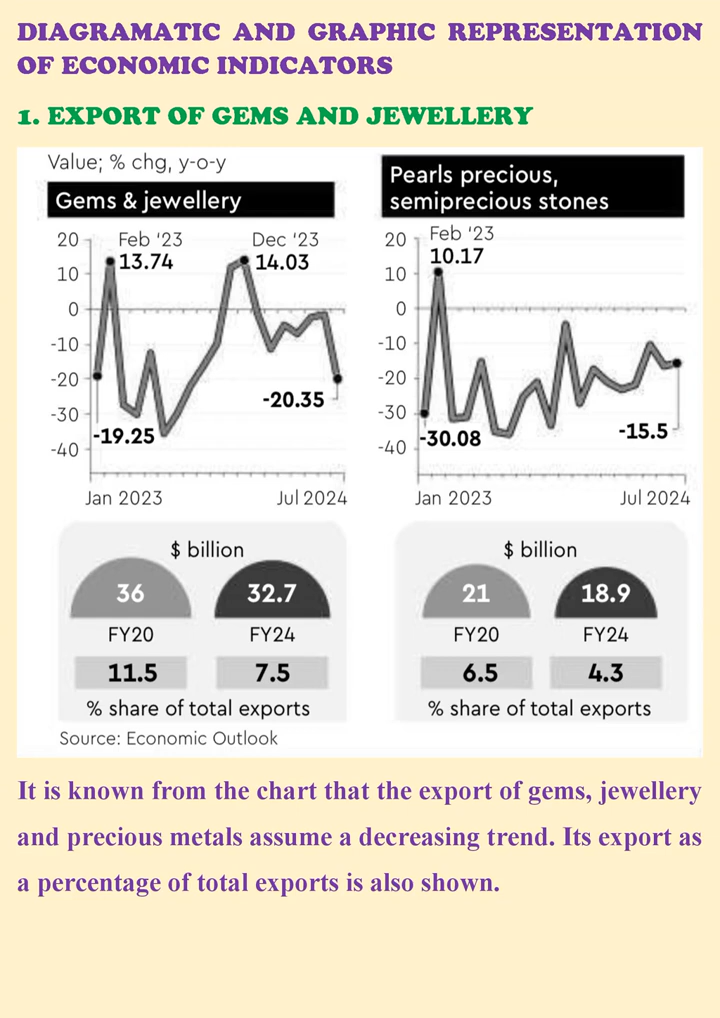 DIAGRAMATIC AND GRAPHIC REPRESENTATION
OF ECONOMIC INDICATORS
1. EXPORT OF GEMS AND JEWELLERY
Value; % chg, y-o-y
Gems & jewellery
20
10
0
-10
-20
-30
-40
Feb ‘23
13.74
Dec ‘23
14.03
-19.25
-20.35
Jan 2023
Jul 2024
$ billion
36
32.7
FY20
FY24
11.5
7.5
% share of total exports
Source: Economic Outlook
Pearls precious,
semiprecious stones
20
10
0
-10
-20
-30
-40
Feb ‘23
10.17
-30.08
-15.5
Jan 2023
Jul 2024
$ billion
21
18.9
FY20
FY24
6.5
4.3
% share of total exports
It is known from the chart that the export of gems, jewellery
and precious metals assume a decreasing trend. Its export as
a percentage of total exports is also shown.